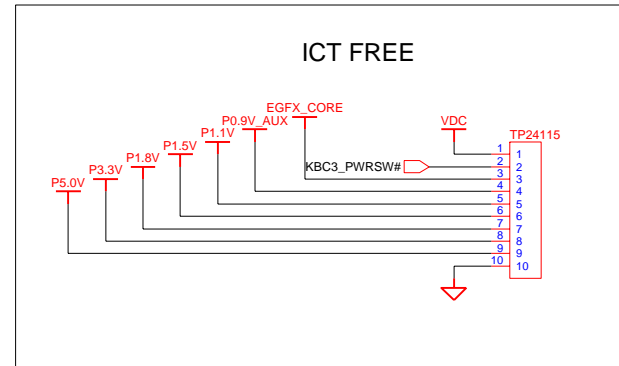 ICT FREE
EGFX_CORE
P0.9V_AUX
VDC
P1.1V
TP24115
P1.5V
1 1
P1.8V
KBC3_PWRSW#
2 2
P3.3V
3 3
P5.0V
4 4
5 5
6 6
7 7
8 8
9 9
10 10